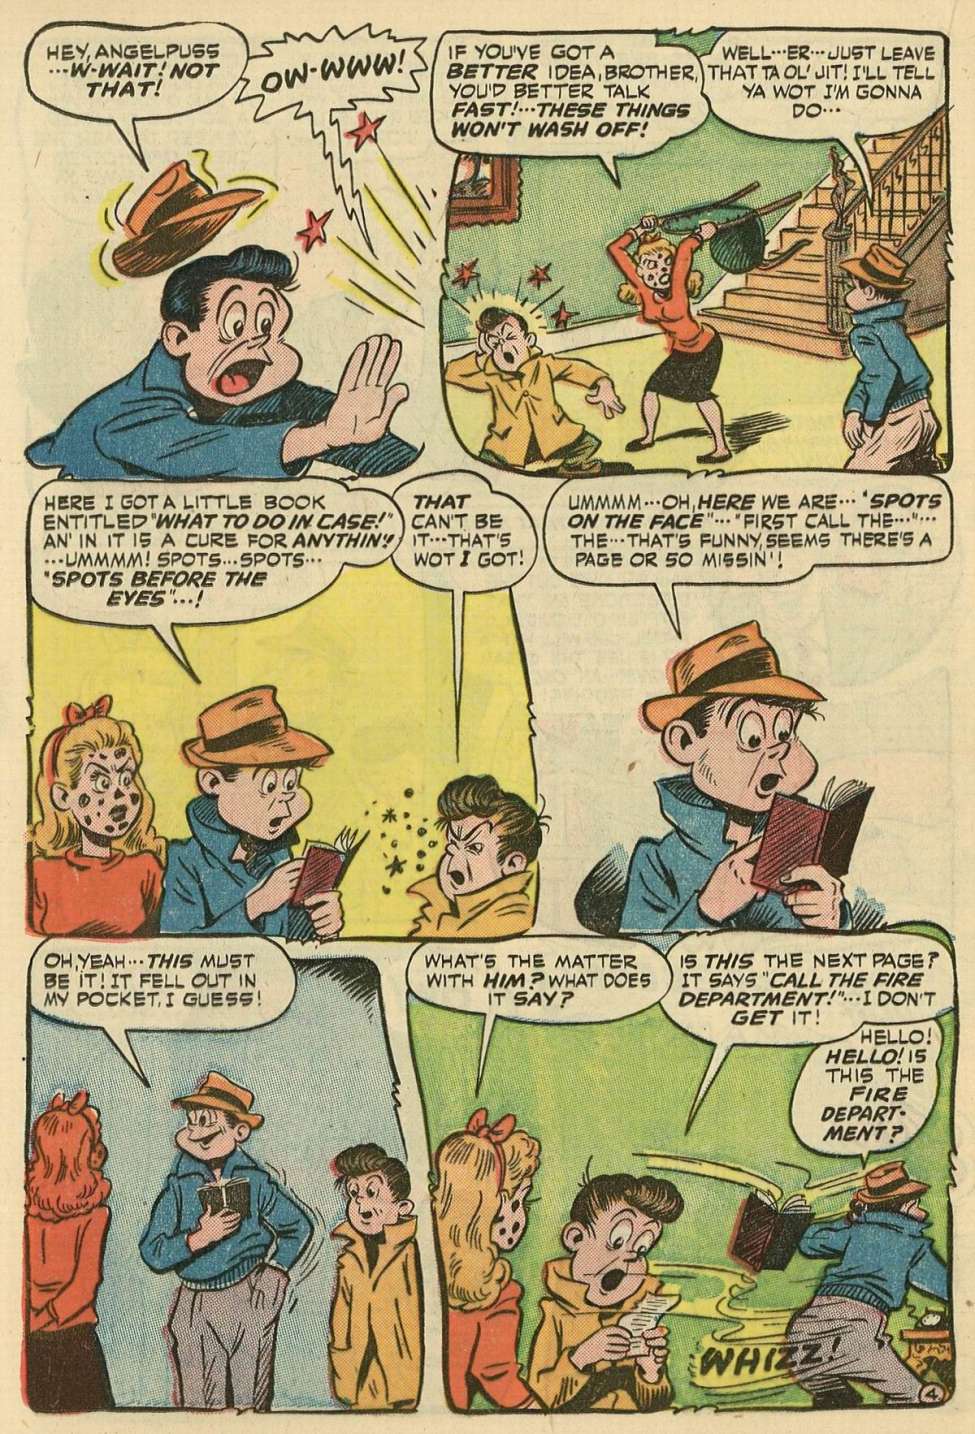 HEY, ANGELPUSS
...W-WAIT! NOT
THAT!
OW-WWW!
IF YOU'VE GOT A
BETTER IDEA, BROTHER,
YOU'D BETTER TALK
FAST!...THESE THINGS
WON'T WASH OFF!
WELL...ER...JUST LEAVE
THAT TA OL' JIT! I'LL TELL
YA WOT I'M GONNA
DO...
HERE I GOT A LITTLE BOOK
ENTITLED "WHAT TO DO IN CASE!"
AN' IN IT IS A CURE FOR ANYTHIN'!
...UMMMM! SPOTS...SPOTS...
"SPOTS BEFORE THE
EYES"...!
THAT
CAN'T BE
IT...THAT'S
WOT I GOT!
UMMMM...OH, HERE WE ARE..."SPOTS
ON THE FACE"..."FIRST CALL THE..."...
THE...THAT'S FUNNY, SEEMS THERE'S A
PAGE OR SO MISSIN'!
OH, YEAH...THIS MUST
BE IT! IT FELL OUT IN
MY POCKET, I GUESS!
WHAT'S THE MATTER
WITH HIM? WHAT DOES
IT SAY?
IS THIS THE NEXT PAGE?
IT SAYS "CALL THE FIRE
DEPARTMENT!"...I DON'T
GET IT!
HELLO!
HELLO! IS
THIS THE
FIRE
DEPART-
MENT?
WHIZZ!
4